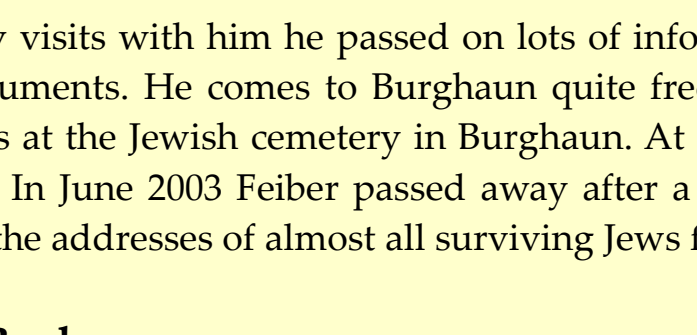 visits with him he passed on lots of info
uments. He comes to Burghaun quite fre
s at the Jewish cemetery in Burghaun. At
In June 2003 Feiber passed away after a
the addresses of almost all surviving Jews f